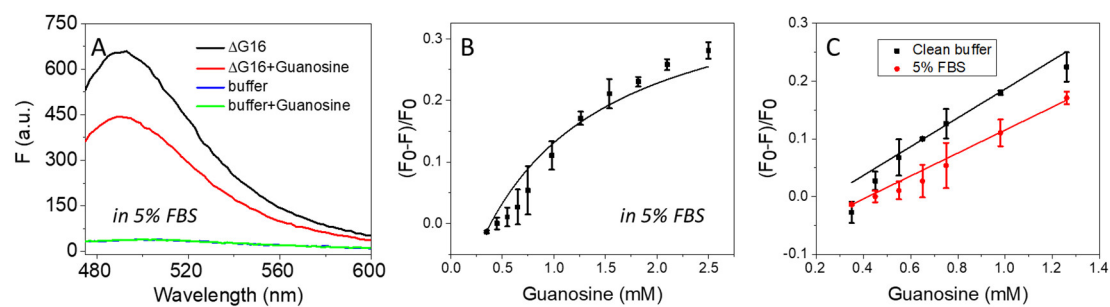 A
ΔG16
ΔG16+Guanosine
buffer
buffer+Guanosine
in 5% FBS
F (a.u.)
750
600
450
300
150
0
480 520 560 600
Wavelength (nm)
B
in 5% FBS
(F0-F)/F0
0.3
0.2
0.1
0.0
0.0 0.5 1.0 1.5 2.0 2.5
Guanosine (mM)
C
Clean buffer
5% FBS
(F0-F)/F0
0.3
0.2
0.1
0.0
-0.1
0.2 0.4 0.6 0.8 1.0 1.2 1.4
Guanosine (mM)